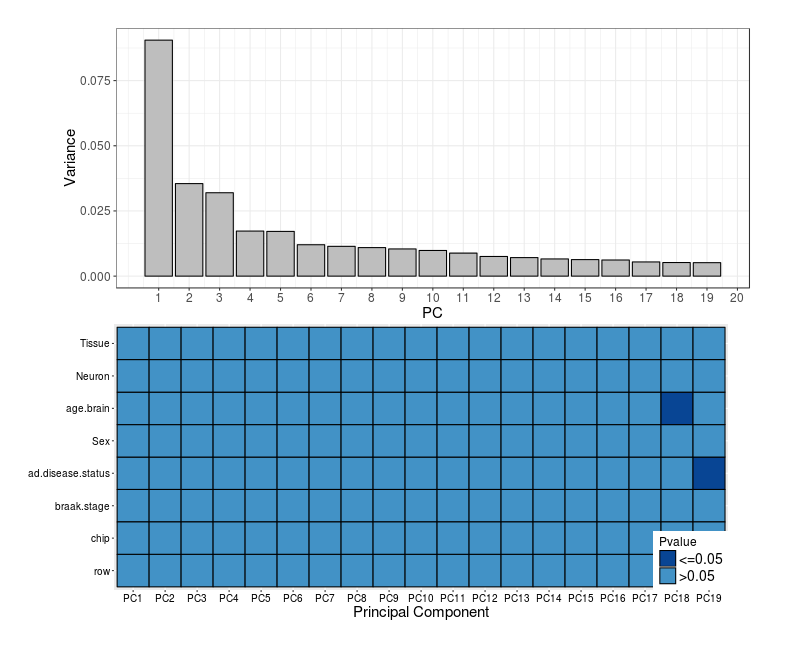 Variance
0.075
0.050
0.025
0.000
1 2 3 4 5 6 7 8 9 10 11 12 13 14 15 16 17 18 19 20
PC
Tissue
Neuron
age.brain
Sex
ad.disease.status
braak.stage
chip
row
Pvalue
<=0.05
>0.05
PC1 PC2 PC3 PC4 PC5 PC6 PC7 PC8 PC9 PC10 PC11 PC12 PC13 PC14 PC15 PC16 PC17 PC18 PC19
Principal Component